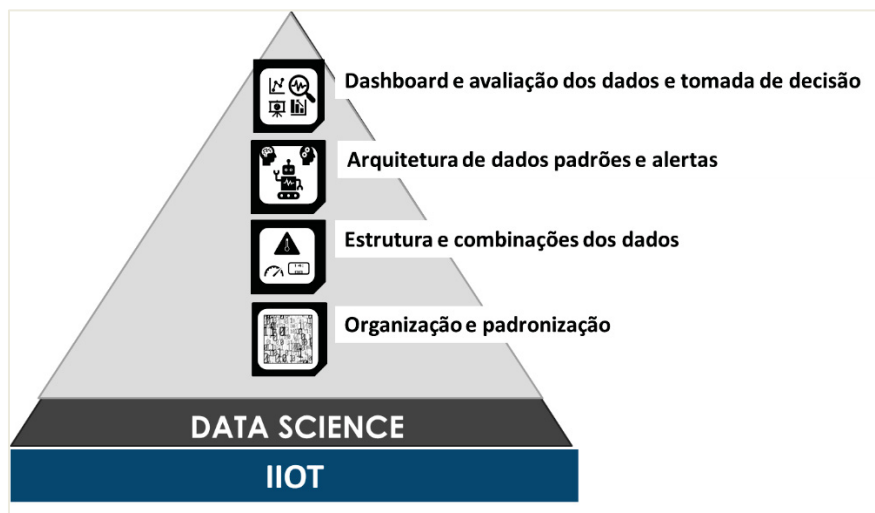 Dashboard e avaliação dos dados e tomada de decisão
Arquitetura de dados padrões e alertas
Estrutura e combinações dos dados
Organização e padronização
DATA SCIENCE
IIOT